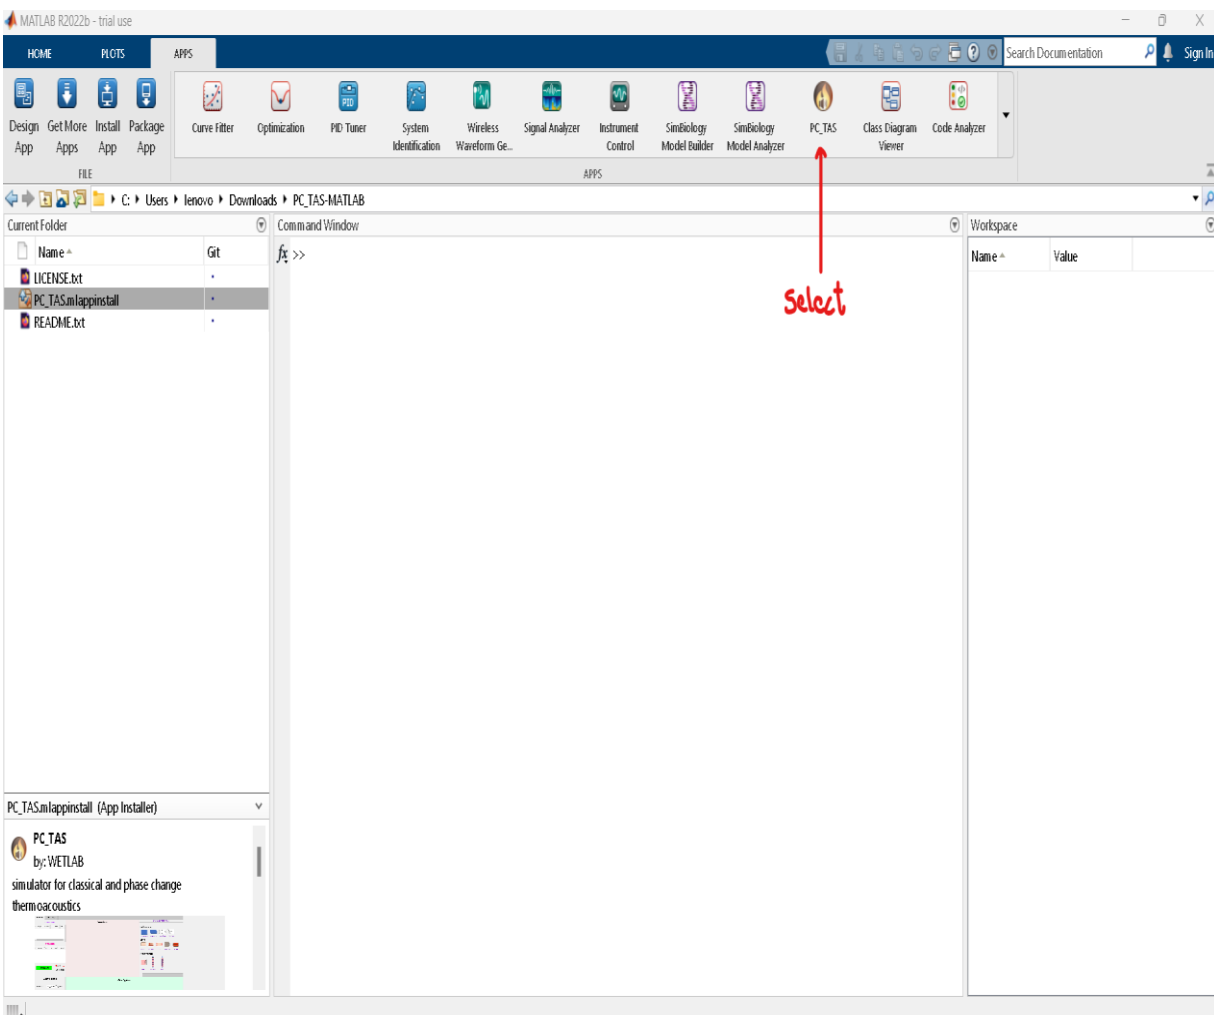 MATLAB R2022b - trial use
HOME PLOTS APPS
Search Documentation
Sign In
Design App
Get More Apps
Install App
Package App
Curve Fitter
Optimization
PID
PID Tuner
System Identification
Wireless Waveform Ge...
Signal Analyzer
Instrument Control
SimBiology Model Builder
SimBiology Model Analyzer
PC_TAS
Class Diagram Viewer
Code Analyzer
FILE
APPS
C: Users lenovo Downloads PC_TAS-MATLAB
Current Folder
Command Window
Workspace
Name Git
fx >>
Name Value
LICENSE.txt
PC_TAS.mlappinstall
README.txt
Select
PC_TAS.mlappinstall (App Installer)
PC_TAS
by: WETLAB
simulator for classical and phase change
thermoacoustics